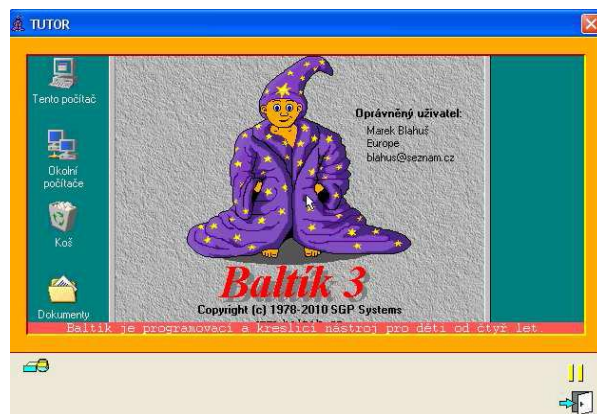 TUTOR
Tento počítač
Okolní
počítače
Koš
Dokumenty
Oprávněný uživatel:
Marek Blahuš
Europe
blahus@seznam.cz
Baltík 3
Copyright (c) 1978-2010 SGP Systems
Baltík je programovací a kreslicí nástroj pro děti od čtyř let